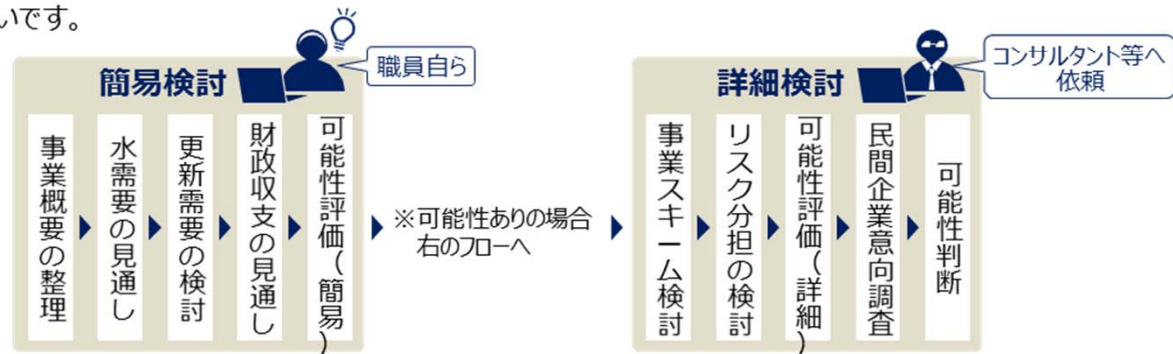 いです。
簡易検討
職員自ら
事業概要の整理
水需要の見通し
更新需要の検討
財政収支の見通し
可能性評価(簡易)
※可能性ありの場合
右のフローへ
詳細検討
コンサルタント等へ
依頼
事業スキーム検討
リスク分担の検討
可能性評価(詳細)
民間企業意向調査
可能性判断